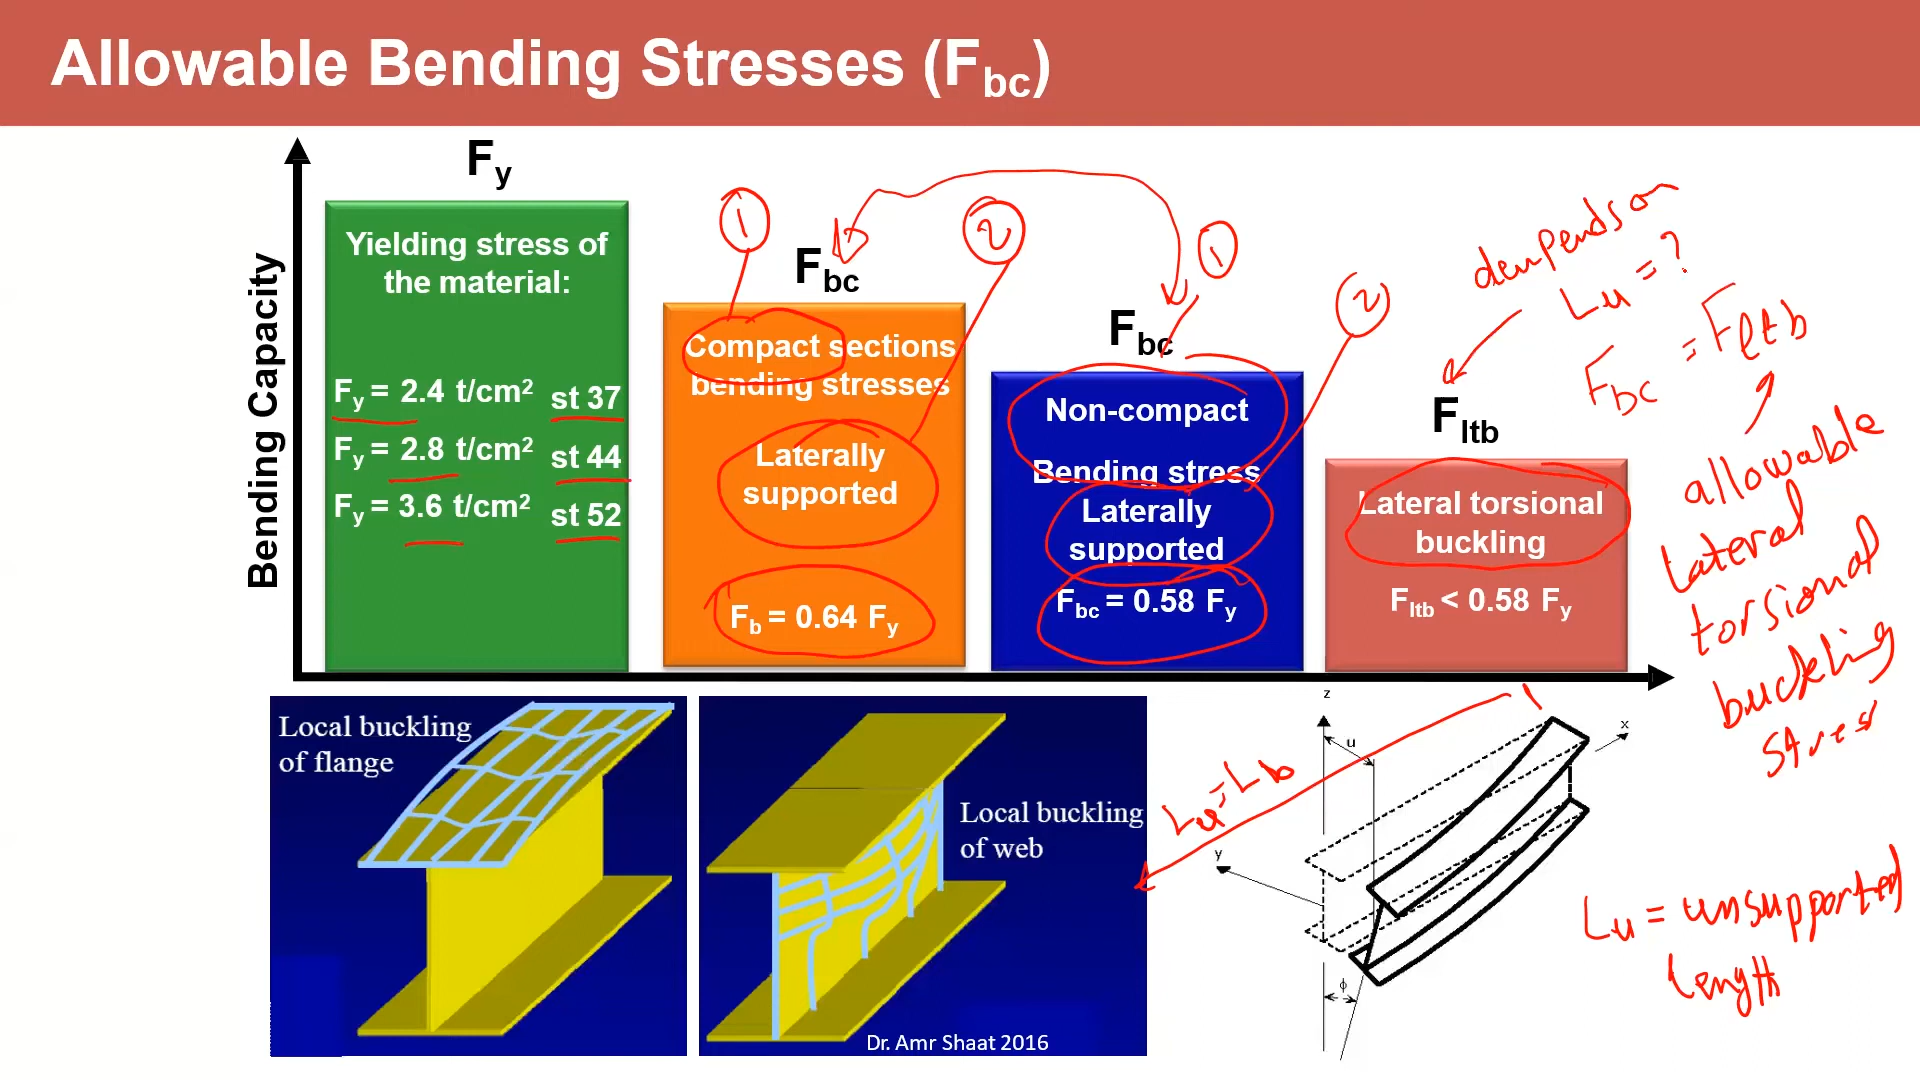 Allowable Bending Stresses (Fbc)
Bending Capacity
Fy
Yielding stress of
the material:
Fy = 2.4 t/cm² st 37
Fy = 2.8 t/cm² st 44
Fy = 3.6 t/cm² st 52
1
Fbc
Compact sections
bending stresses
Laterally
supported
Fb = 0.64 Fy
2
1
Fbc
Non-compact
Bending stress
Laterally
supported
Fbc = 0.58 Fy
2
Fltb
Lateral torsional
buckling
Fltb < 0.58 Fy
depends on
Lu = ?
Fbc = Fltb
allowable
lateral
torsional
buckling
stress
Local buckling
of flange
Local buckling
of web
Dr. Amr Shaat 2016
Lu = Lb
z
u
x
y
ϕ
Lu = unsupported
length